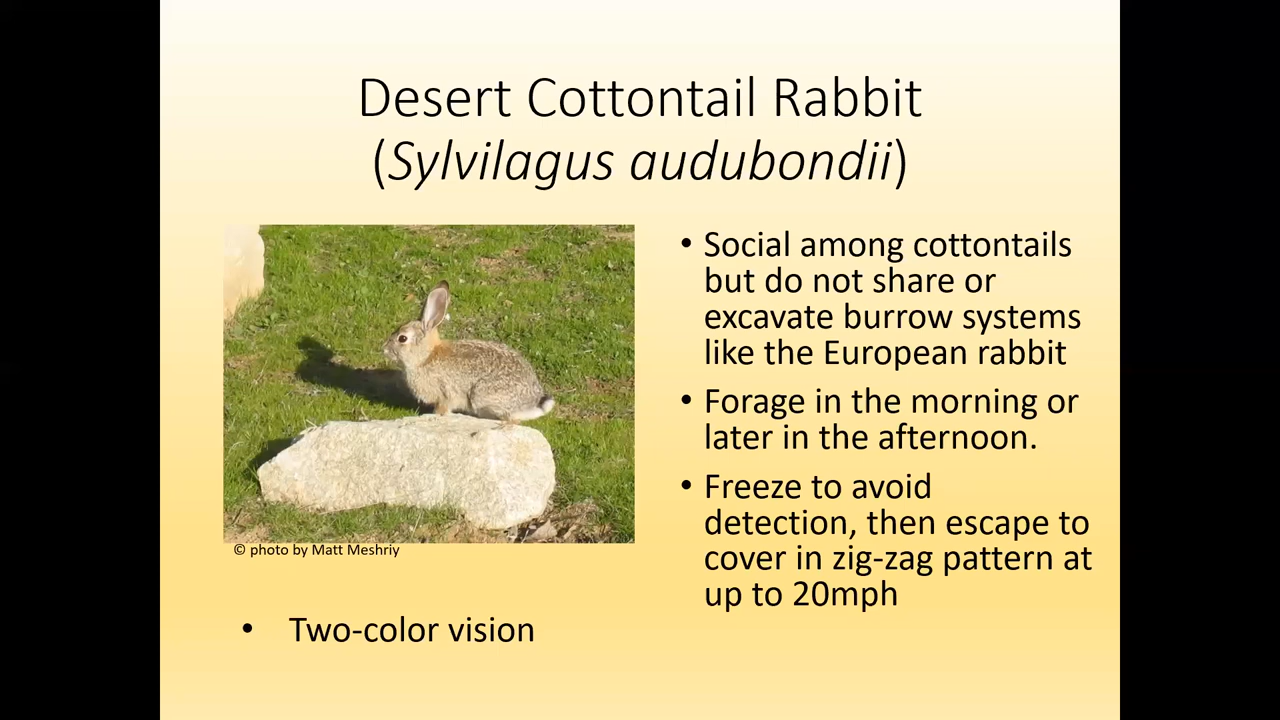 Desert Cottontail Rabbit
(Sylvilagus audubondii)
• Social among cottontails
but do not share or
excavate burrow systems
like the European rabbit
• Forage in the morning or
later in the afternoon.
• Freeze to avoid
detection, then escape to
cover in zig-zag pattern at
up to 20mph
© photo by Matt Meshriy
• Two-color vision